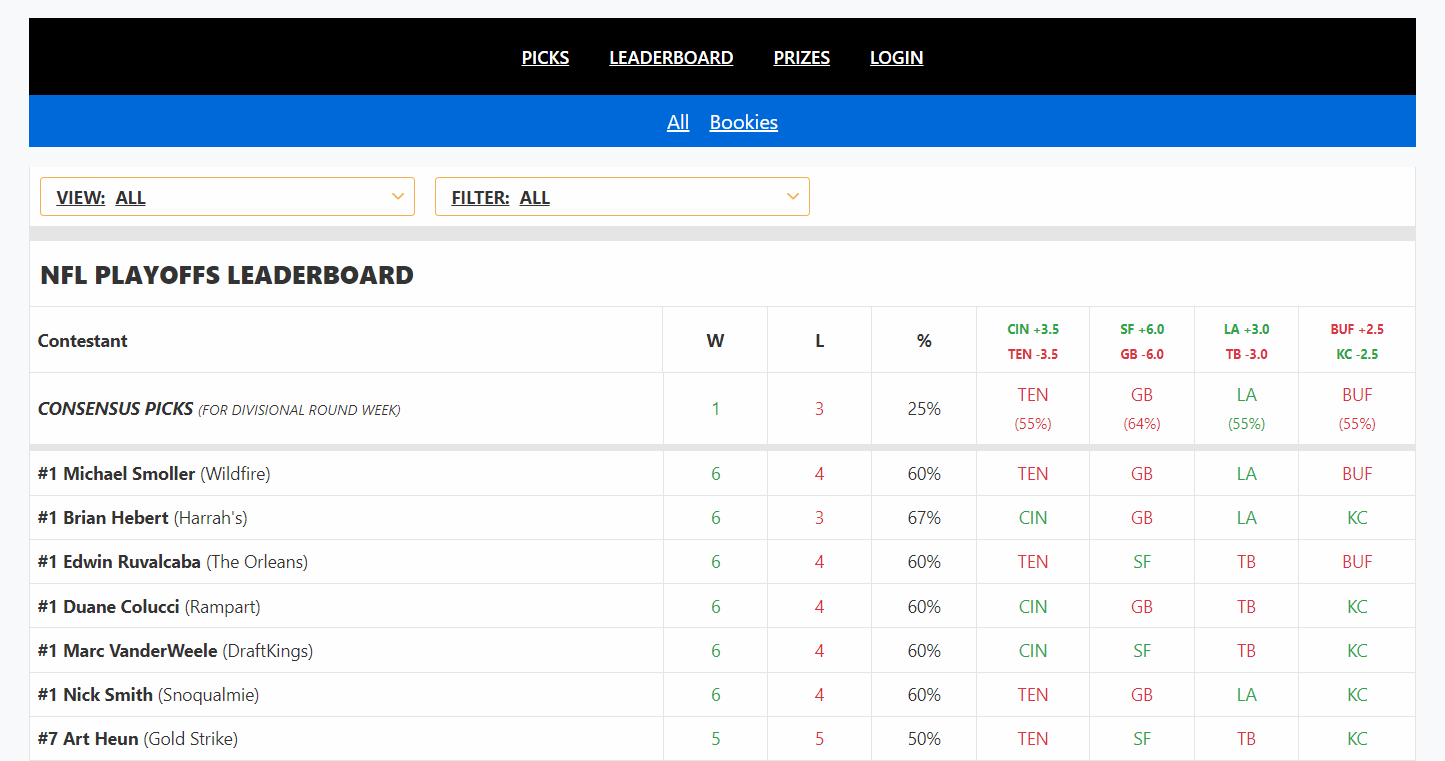 PICKS LEADERBOARD PRIZES LOGIN
All Bookies
VIEW: ALL FILTER: ALL
NFL PLAYOFFS LEADERBOARD
Contestant W L % CIN +3.5 TEN -3.5 SF +6.0 GB -6.0 LA +3.0 TB -3.0 BUF +2.5 KC -2.5
CONSENSUS PICKS (FOR DIVISIONAL ROUND WEEK) 1 3 25% TEN (55%) GB (64%) LA (55%) BUF (55%)
#1 Michael Smoller (Wildfire) 6 4 60% TEN GB LA BUF
#1 Brian Hebert (Harrah's) 6 3 67% CIN GB LA KC
#1 Edwin Ruvalcaba (The Orleans) 6 4 60% TEN SF TB BUF
#1 Duane Colucci (Rampart) 6 4 60% CIN GB TB KC
#1 Marc VanderWeele (DraftKings) 6 4 60% CIN SF TB KC
#1 Nick Smith (Snoqualmie) 6 4 60% TEN GB LA KC
#7 Art Heun (Gold Strike) 5 5 50% TEN SF TB KC